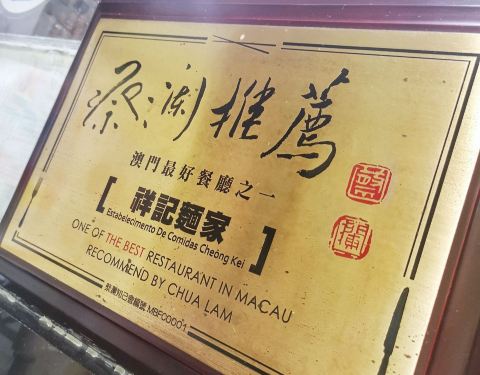 蔡瀾推薦
澳門最好餐廳之一
[祥記麵家]
Estabelecimento De Comidas Cheong Kei
ONE OF THE BEST RESTAURANT IN MACAU
RECOMMEND BY CHUA LAM
MBF00001